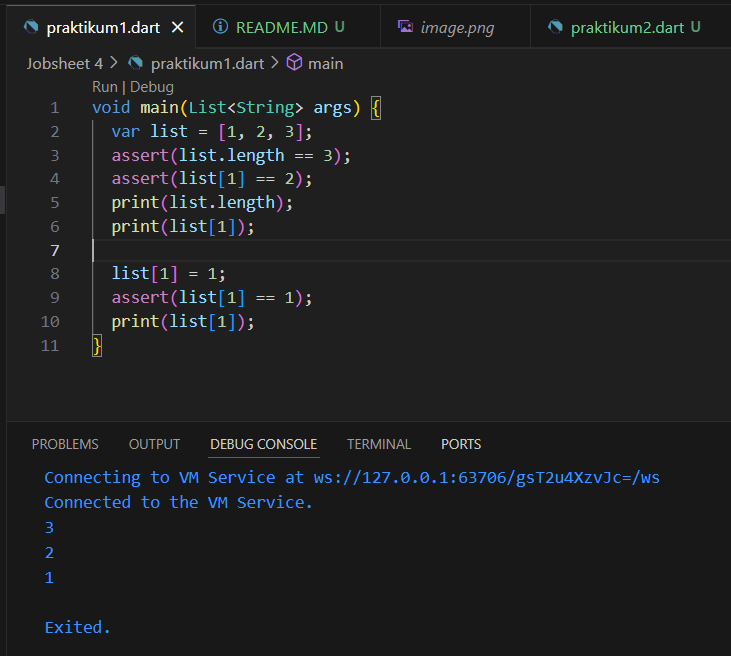 praktikum1.dart
README.MD U
image.png
praktikum2.dart U
Jobsheet 4 > praktikum1.dart > main
Run | Debug
1 void main(List<String> args) {
2   var list = [1, 2, 3];
3   assert(list.length == 3);
4   assert(list[1] == 2);
5   print(list.length);
6   print(list[1]);
7
8   list[1] = 1;
9   assert(list[1] == 1);
10   print(list[1]);
11 }
PROBLEMS OUTPUT DEBUG CONSOLE TERMINAL PORTS
Connecting to VM Service at ws://127.0.0.1:63706/gsT2u4XzvJc=/ws
Connected to the VM Service.
3
2
1
Exited.